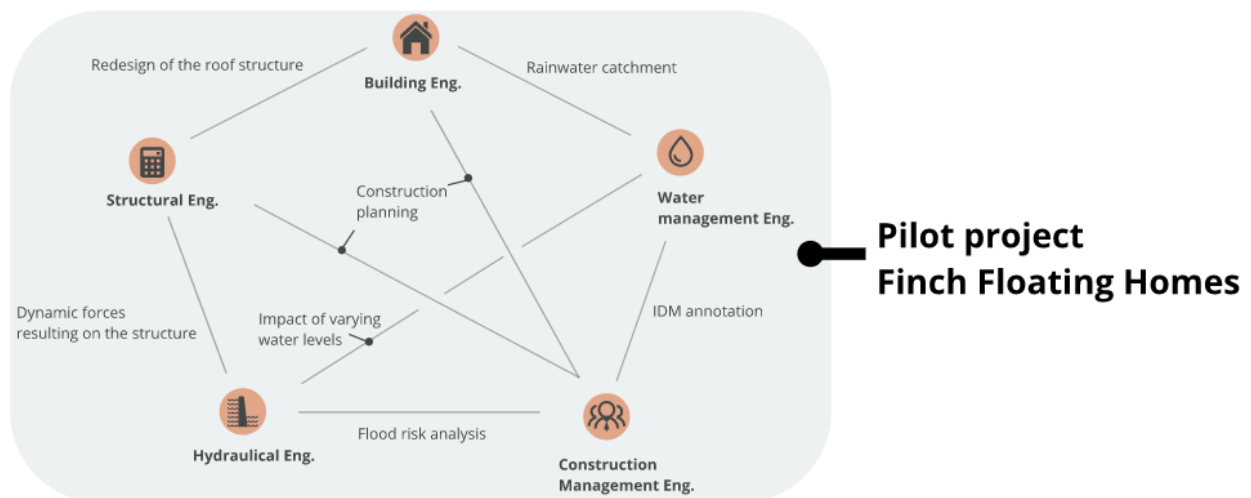 Redesign of the roof structure
Building Eng.
Rainwater catchment
Structural Eng.
Construction
planning
Water
management Eng.
Pilot project
Finch Floating Homes
Dynamic forces
resulting on the structure
Impact of varying
water levels
IDM annotation
Hydraulical Eng.
Flood risk analysis
Construction
Management Eng.